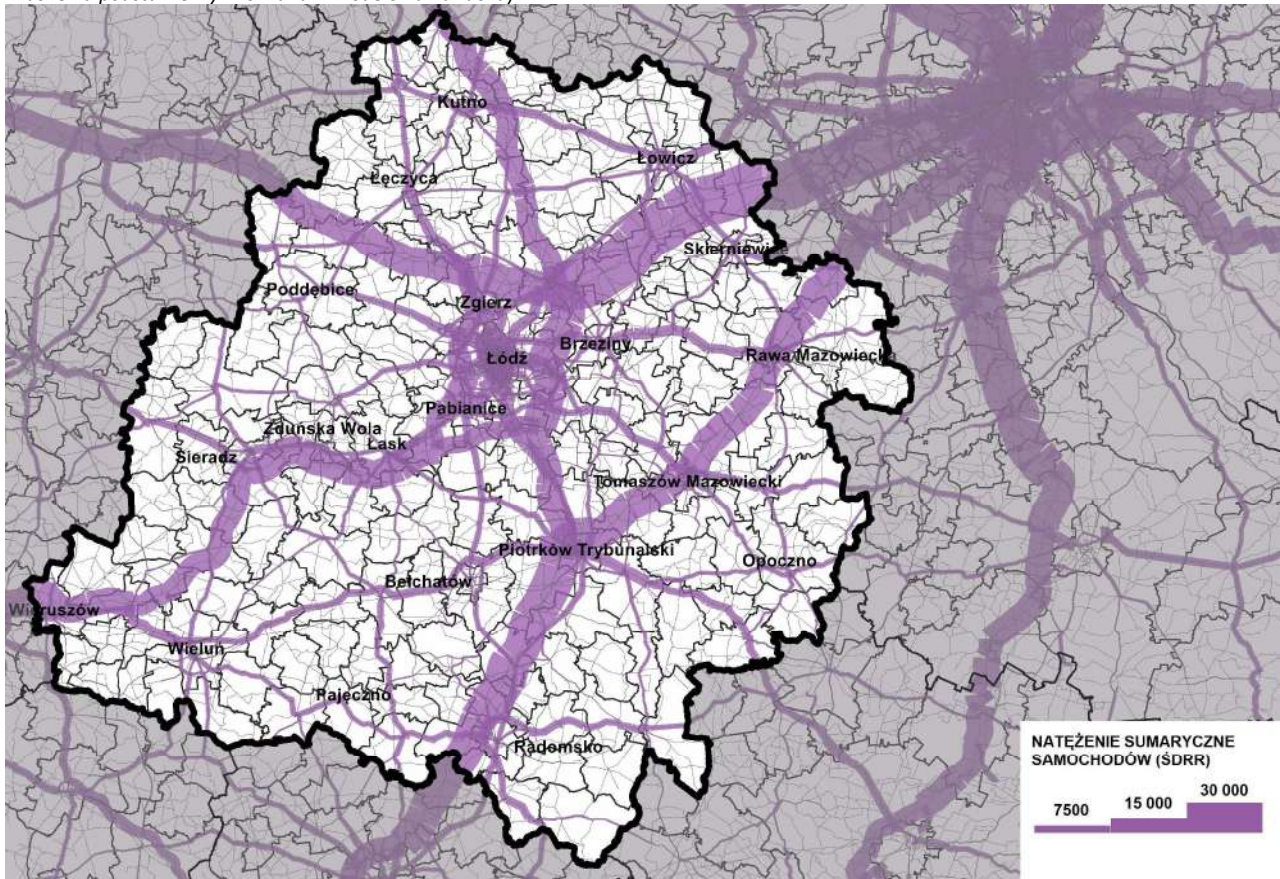 Kutno
Łowicz
Łęczyca
Skierniewice
Poddębice
Zgierz
Brzeziny
Łódź
Rawa Mazowiecka
Pabianice
Zduńska Wola
Łask
Sieradz
Tomaszów Mazowiecki
Piotrków Trybunalski
Opoczno
Bełchatów
Wieruszów
Wieluń
Pajęczno
Radomsko
NATĘŻENIE SUMARYCZNE
SAMOCHODÓW (ŚDRR)
7500 15 000 30 000